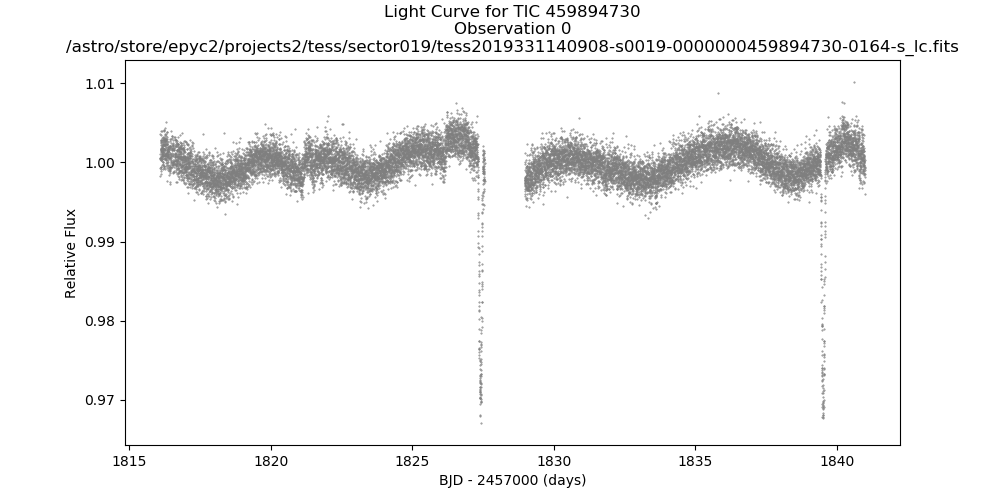 Light Curve for TIC 459894730
Observation 0
/astro/store/epyc2/projects2/tess/sector019/tess2019331140908-s0019-0000000459894730-0164-s_lc.fits
1.01
1.00
0.99
0.98
0.97
Relative Flux
1815
1820
1825
1830
1835
1840
BJD - 2457000 (days)